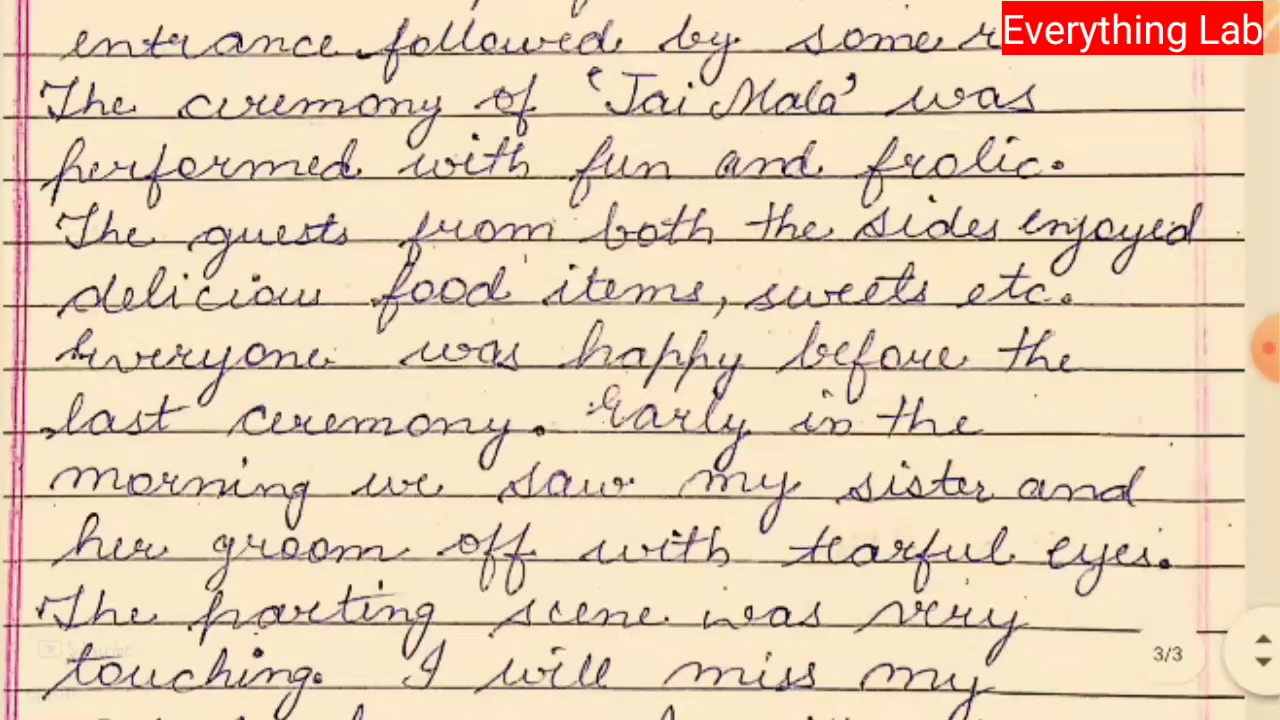 Everything Lab
entrance followed by some
The ceremony of 'Jai Mala' was
performed with fun and frolic.
The guests from both the sides enjoyed
delicious food items, sweets etc.
Everyone was happy before the
last ceremony. Early in the
morning we saw my sister and
her groom off with tearful eyes.
The parting scene was very
touching. I will miss my
3/3
Subscribe